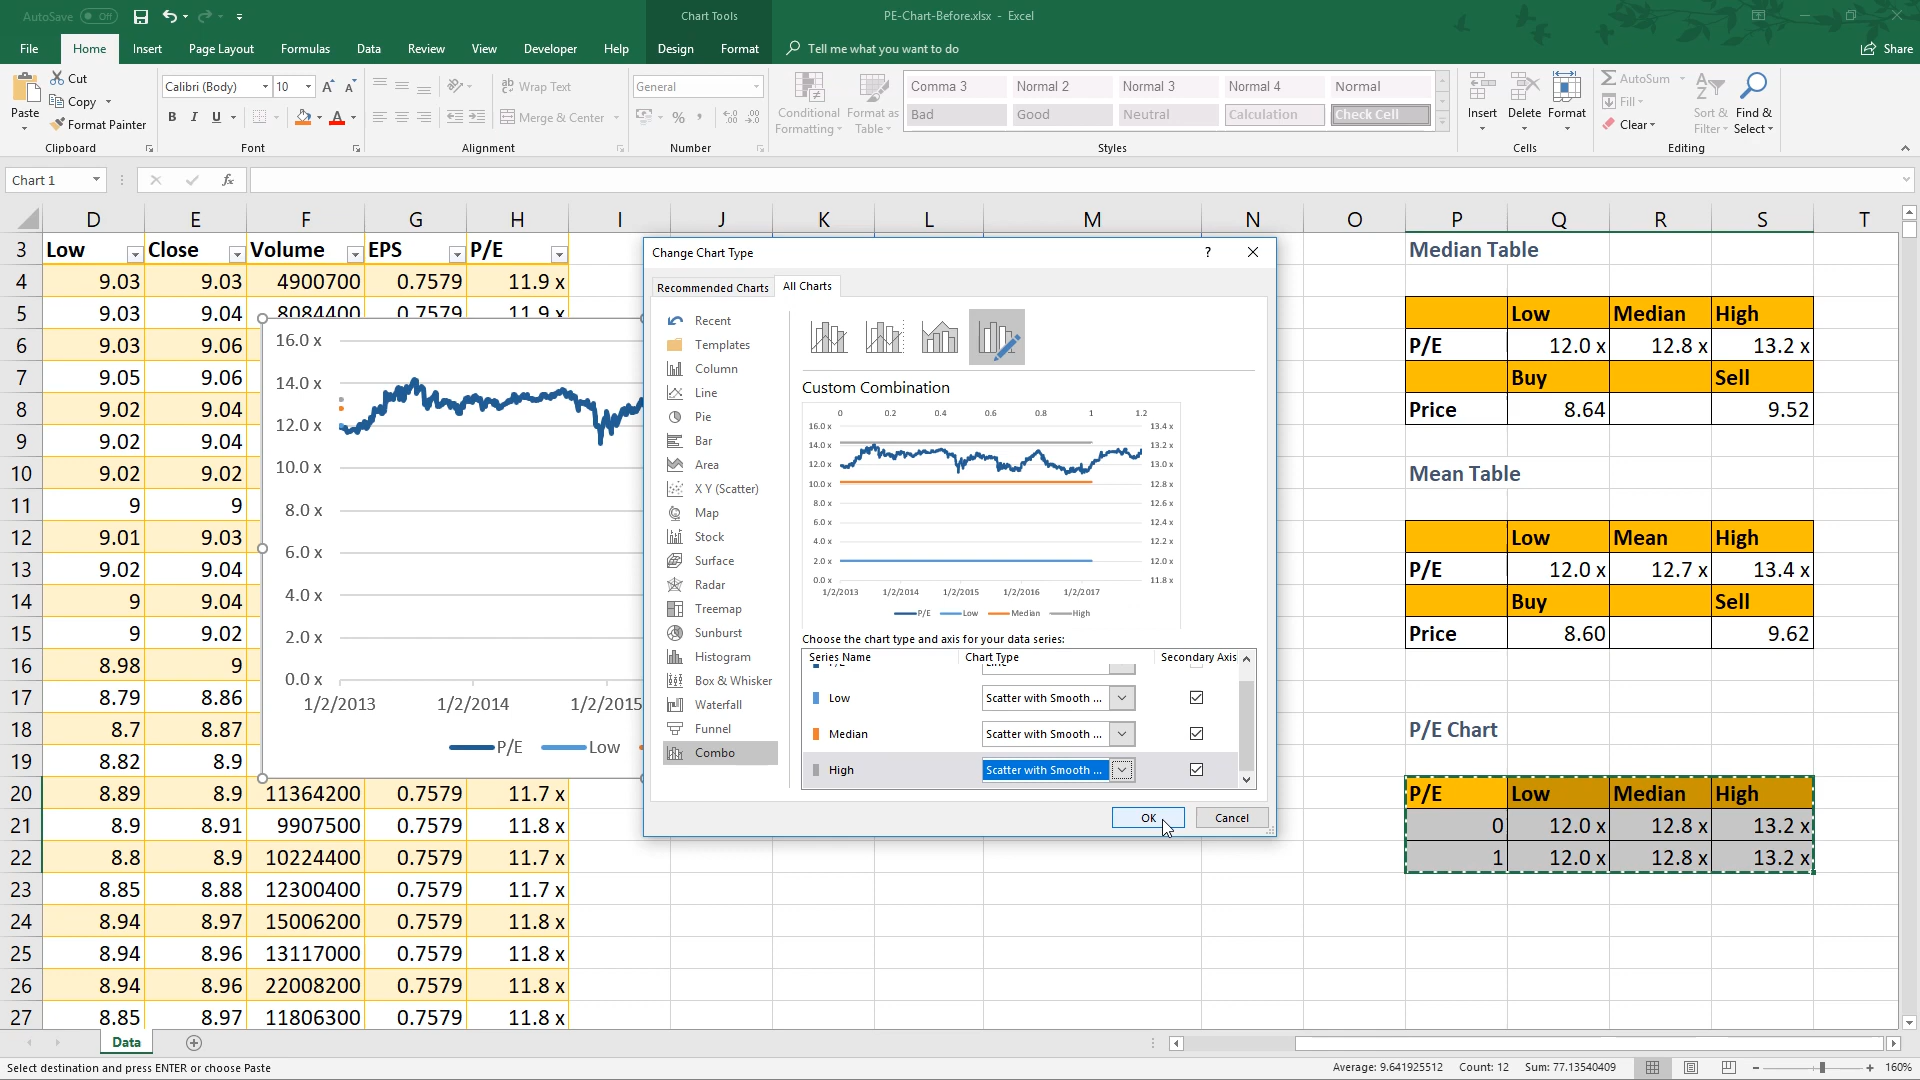 AutoSave Off
Chart Tools
PE-Chart-Before.xlsx - Excel
File Home Insert Page Layout Formulas Data Review View Developer Help Design Format Tell me what you want to do Share
Paste
Cut
Copy
Format Painter
Calibri (Body) 10
B I U
Wrap Text
Merge & Center
General
Conditional Formatting
Format as Table
Comma 3 Normal 2 Normal 3 Normal 4 Normal
Bad Good Neutral Calculation Check Cell
Insert Delete Format
AutoSum
Fill
Clear
Sort & Filter
Find & Select
Clipboard Font Alignment Number Styles Cells Editing
Chart 1 fx
D E F G H I J K L M N O P Q R S T
3 Low Close Volume EPS P/E
4 9.03 9.03 4900700 0.7579 11.9 x
5 9.03 9.04 8084400 0.7579 11.9 x
6 9.03 9.06
7 9.05 9.06
8 9.02 9.04
9 9.02 9.04
10 9.02 9.02
11 9 9
12 9.01 9.03
13 9.02 9.04
14 9 9.04
15 9 9.02
16 8.98 9
17 8.79 8.86
18 8.7 8.87
19 8.82 8.9
20 8.89 8.9 11364200 0.7579 11.7 x
21 8.9 8.91 9907500 0.7579 11.8 x
22 8.8 8.9 10224400 0.7579 11.7 x
23 8.85 8.88 12300400 0.7579 11.7 x
24 8.94 8.97 15006200 0.7579 11.8 x
25 8.94 8.96 13117000 0.7579 11.8 x
26 8.94 8.96 22008200 0.7579 11.8 x
27 8.85 8.97 11806300 0.7579 11.8 x
16.0 x
14.0 x
12.0 x
10.0 x
8.0 x
6.0 x
4.0 x
2.0 x
0.0 x
1/2/2013 1/2/2014 1/2/2015
P/E Low
Change Chart Type ?
Recommended Charts All Charts
Recent
Templates
Column
Line
Pie
Bar
Area
X Y (Scatter)
Map
Stock
Surface
Radar
Treemap
Sunburst
Histogram
Box & Whisker
Waterfall
Funnel
Combo
Custom Combination
0 0.2 0.4 0.6 0.8 1 1.2
16.0 x 13.4 x
14.0 x 13.2 x
12.0 x 13.0 x
10.0 x 12.8 x
8.0 x 12.6 x
6.0 x 12.4 x
4.0 x 12.2 x
2.0 x 12.0 x
0.0 x 11.8 x
1/2/2013 1/2/2014 1/2/2015 1/2/2016 1/2/2017
P/E Low Median High
Choose the chart type and axis for your data series:
Series Name Chart Type Secondary Axis
Low Scatter with Smooth ...
Median Scatter with Smooth ...
High Scatter with Smooth ...
OK Cancel
Median Table
Low Median High
P/E 12.0 x 12.8 x 13.2 x
Buy Sell
Price 8.64 9.52
Mean Table
Low Mean High
P/E 12.0 x 12.7 x 13.4 x
Buy Sell
Price 8.60 9.62
P/E Chart
P/E Low Median High
0 12.0 x 12.8 x 13.2 x
1 12.0 x 12.8 x 13.2 x
Data
Select destination and press ENTER or choose Paste
Average: 9.641925512 Count: 12 Sum: 77.13540409 160%